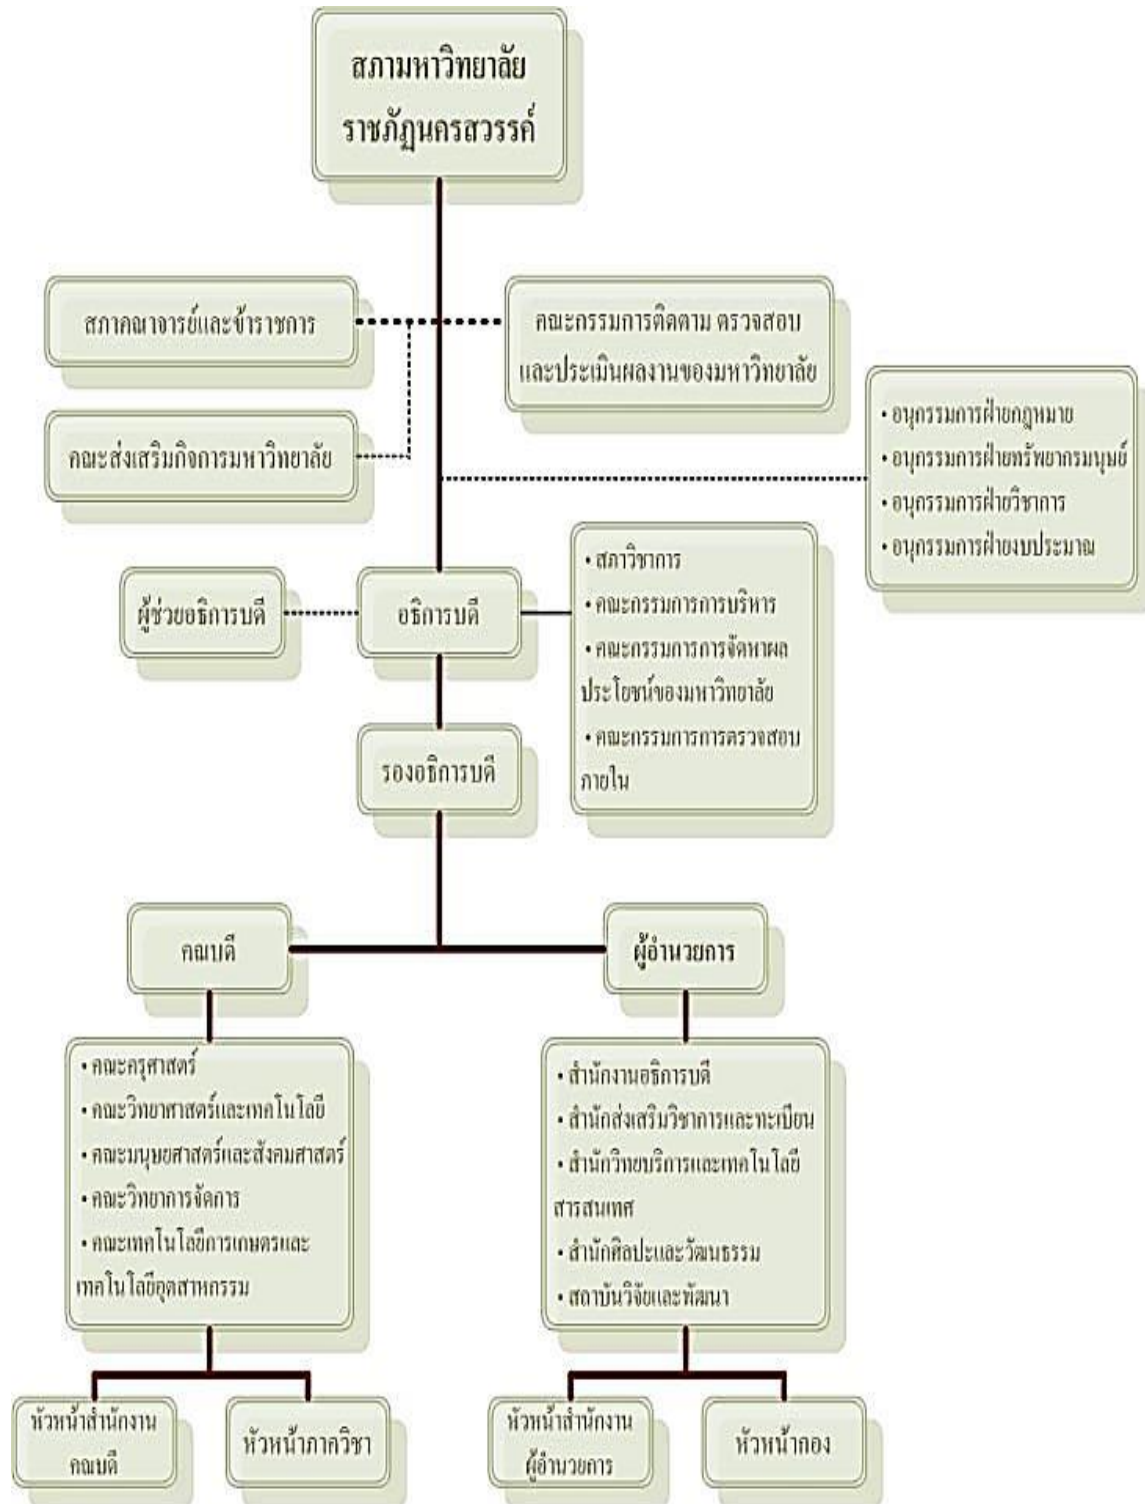 สภามหาวิทยาลัย
ราชภัฏนครสวรรค์
สภาคณาจารย์และข้าราชการ
คณะกรรมการติดตาม ตรวจสอบ
และประเมินผลงานของมหาวิทยาลัย
คณะส่งเสริมกิจการมหาวิทยาลัย
• อนุกรรมการฝ่ายกฎหมาย
• อนุกรรมการฝ่ายทรัพยากรมนุษย์
• อนุกรรมการฝ่ายวิชาการ
• อนุกรรมการฝ่ายงบประมาณ
ผู้ช่วยอธิการบดี
อธิการบดี
• สภาวิชาการ
• คณะกรรมการการบริหาร
• คณะกรรมการการจัดหาผล
ประโยชน์ของมหาวิทยาลัย
• คณะกรรมการการตรวจสอบ
ภายใน
รองอธิการบดี
คณบดี
ผู้อำนวยการ
• คณะครุศาสตร์
• คณะวิทยาศาสตร์และเทคโนโลยี
• คณะมนุษยศาสตร์และสังคมศาสตร์
• คณะวิทยาการจัดการ
• คณะเทคโนโลยีการเกษตรและ
เทคโนโลยีอุตสาหกรรม
• สำนักงานอธิการบดี
• สำนักส่งเสริมวิชาการและทะเบียน
• สำนักวิทยบริการและเทคโนโลยี
สารสนเทศ
• สำนักศิลปะและวัฒนธรรม
• สถาบันวิจัยและพัฒนา
หัวหน้าสำนักงาน
คณบดี
หัวหน้าภาควิชา
หัวหน้าสำนักงาน
ผู้อำนวยการ
หัวหน้ากอง